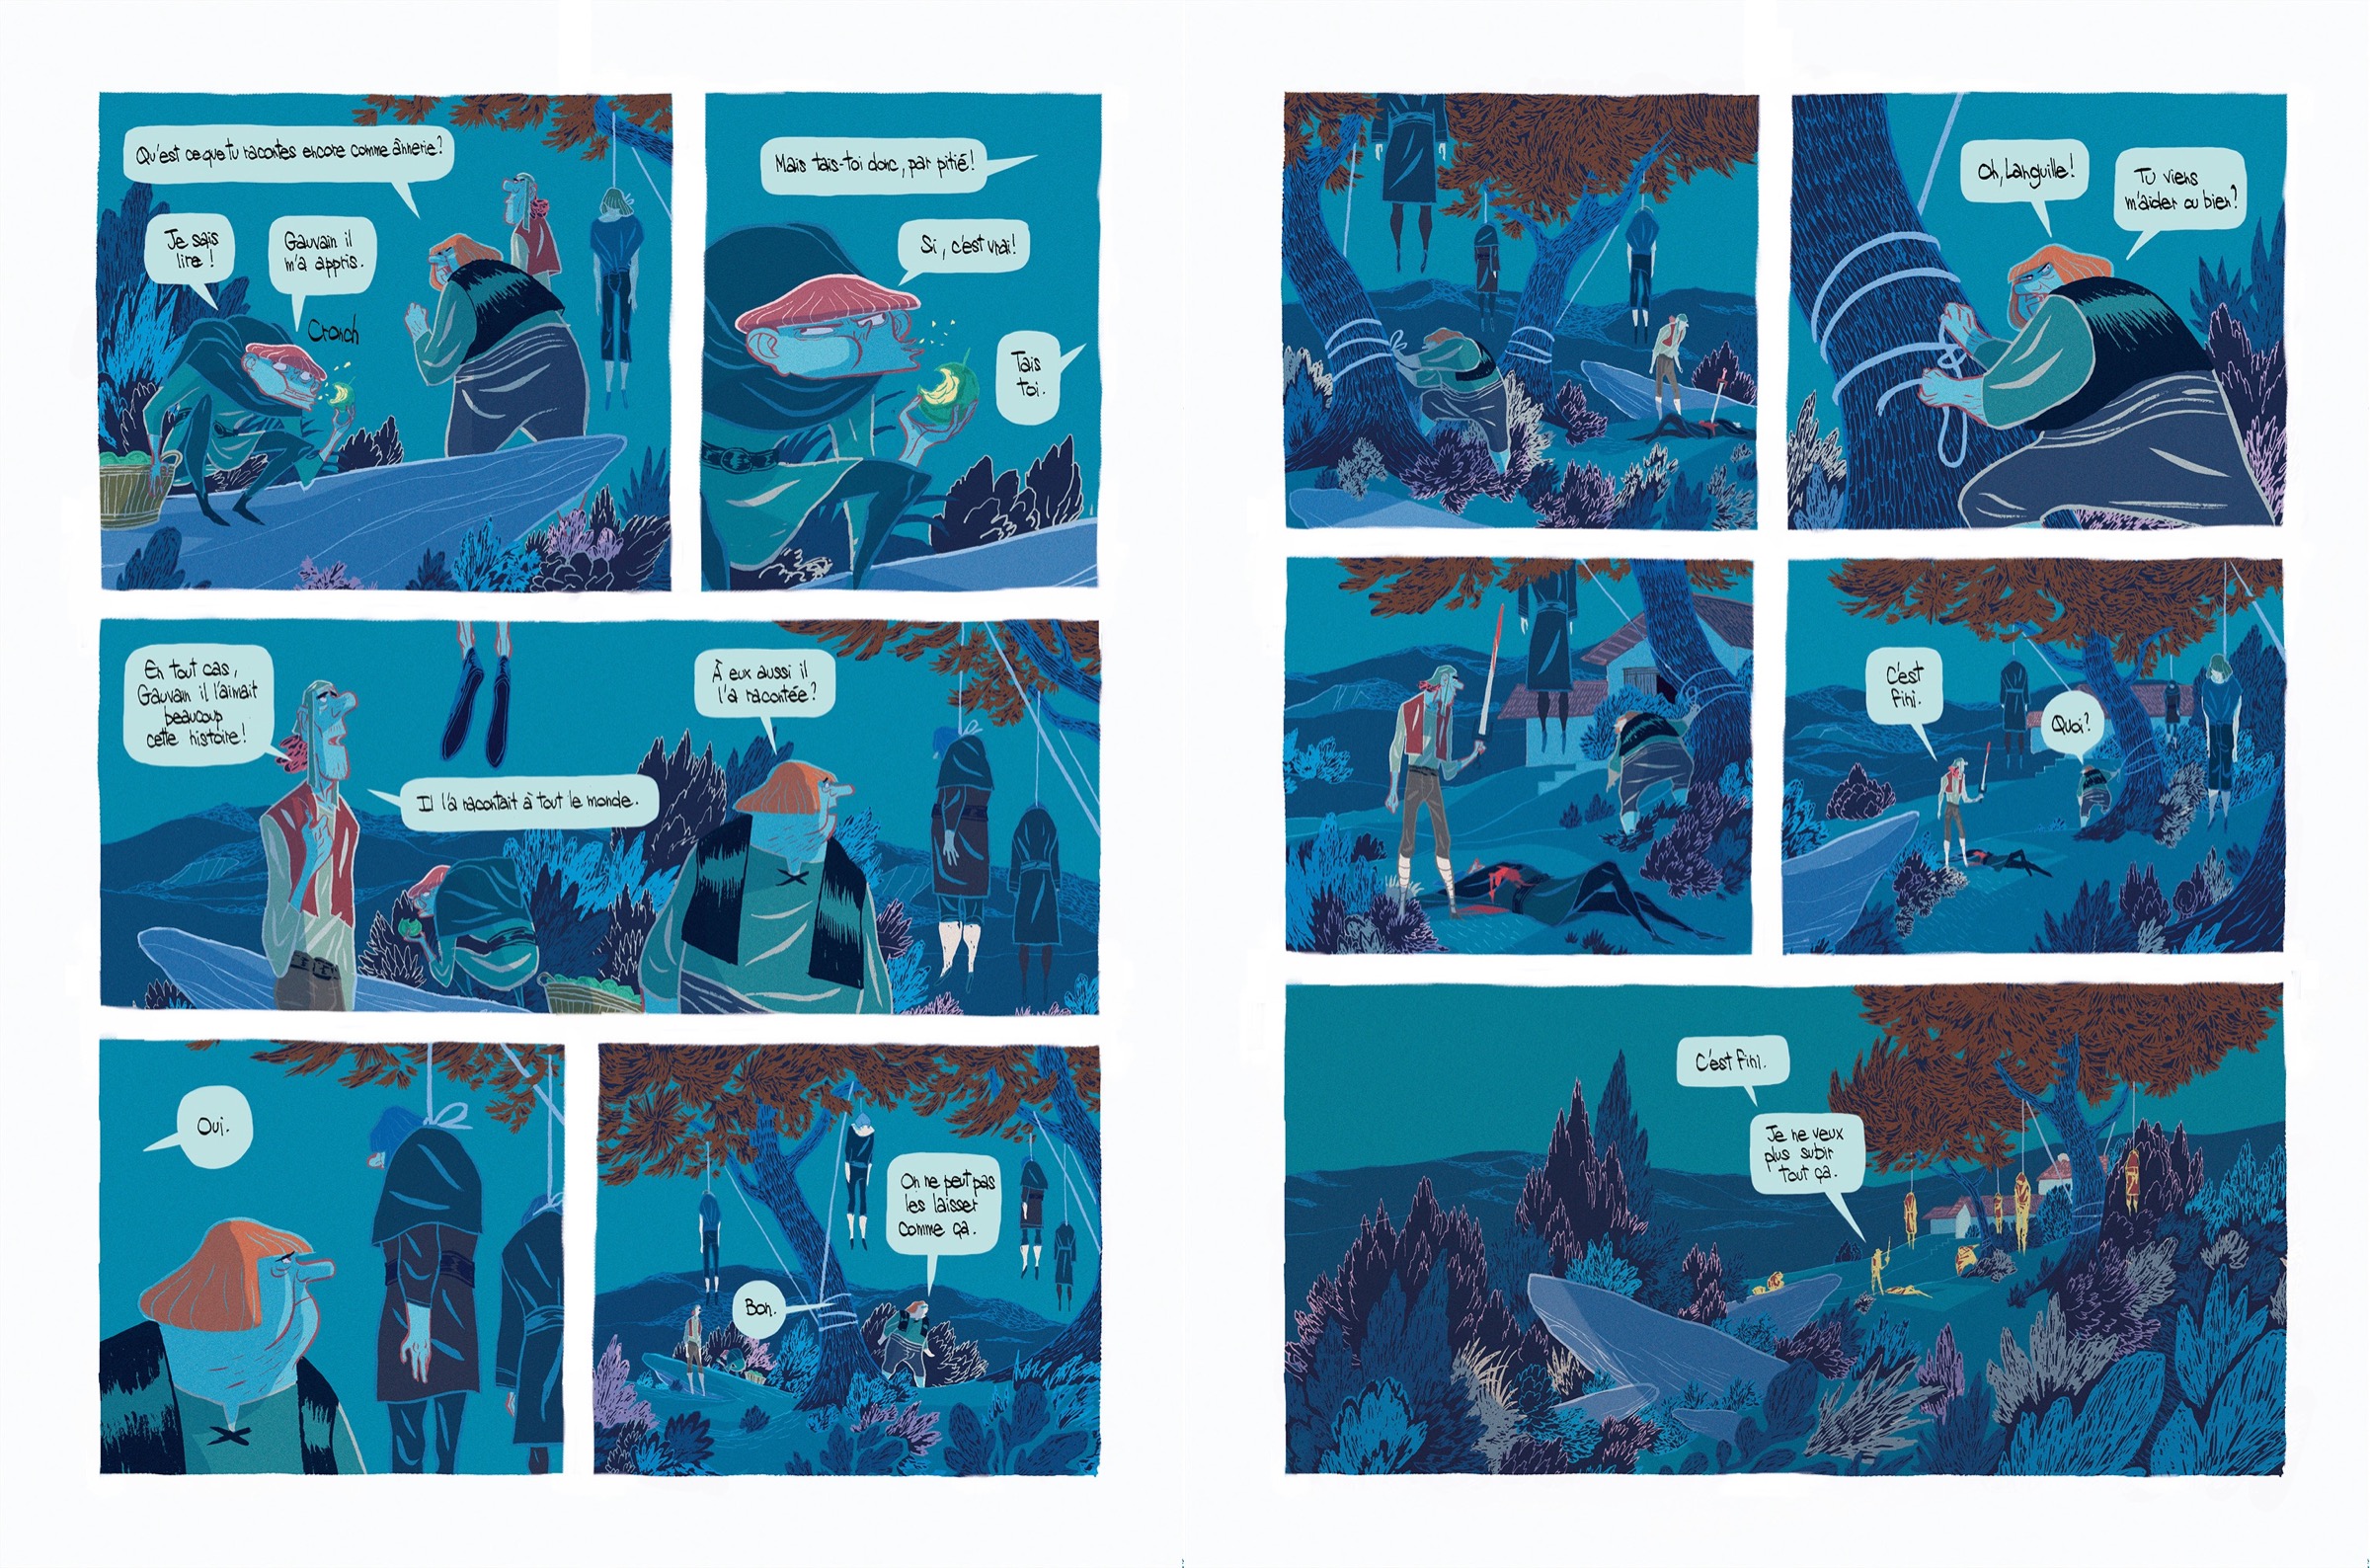 Qu'est ce que tu racontes encore comme ânnerie?
Je sais
lire!
Gauvain il
m'a appris.
Cronch
Mais tais-toi donc, par pitié!
Si, c'est vrai!
Tais
toi.
En tout cas,
Gauvain il l'aimait
beaucoup
cette histoire!
Il l'a racontait à tout le monde.
À eux aussi il
l'a racontée?
Oui.
Bon.
On ne peut pas
les laisser
comme ça.
Oh, Languille!
Tu viens
m'aider ou bien?
C'est
fini.
Quoi?
C'est fini.
Je ne veux
plus subir
tout ça.